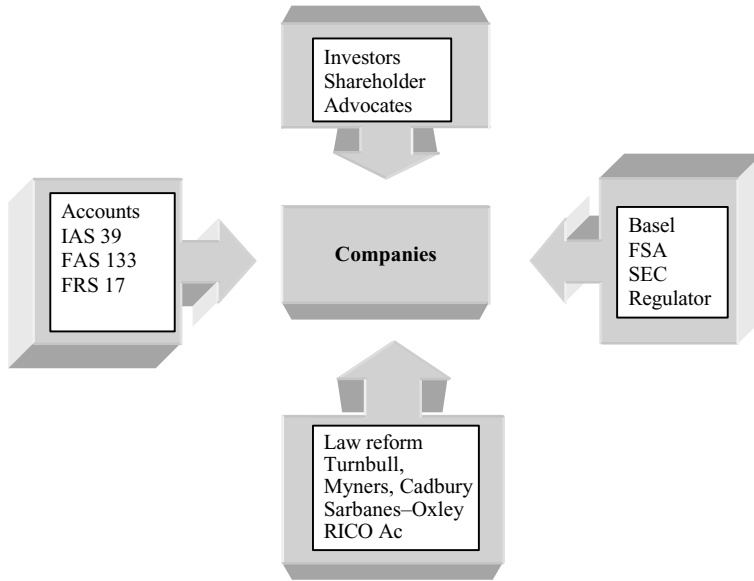 Investors
Shareholder
Advocates
Accounts
IAS 39
FAS 133
FRS 17
Companies
Basel
FSA
SEC
Regulator
Law reform
Turnbull,
Myners, Cadbury
Sarbanes–Oxley
RICO Ac